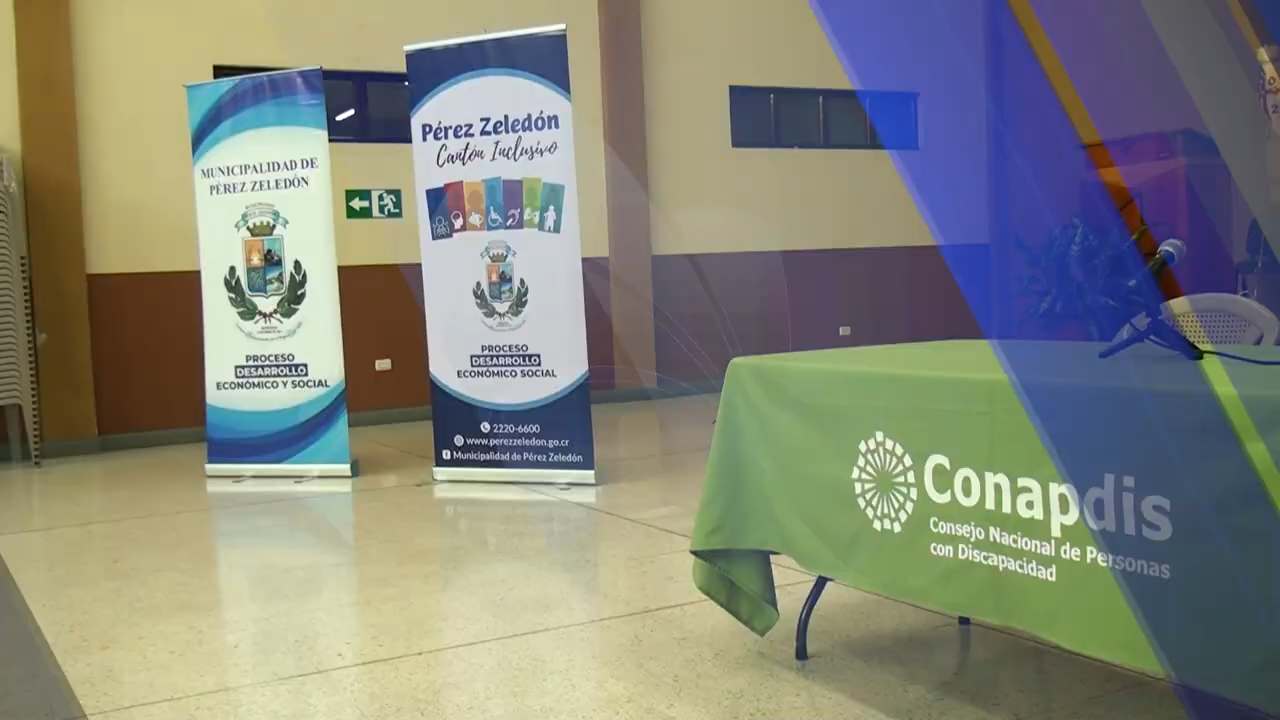 MUNICIPALIDAD DE
PÉREZ ZELEDÓN
PROCESO
DESARROLLO
ECONÓMICO Y SOCIAL
Pérez Zeledón
Cantón Inclusivo
PROCESO
DESARROLLO
ECONÓMICO SOCIAL
2220-6600
www.perezzeledon.go.cr
Municipalidad de Pérez Zeledón
Conapdis
Consejo Nacional de Personas
con Discapacidad